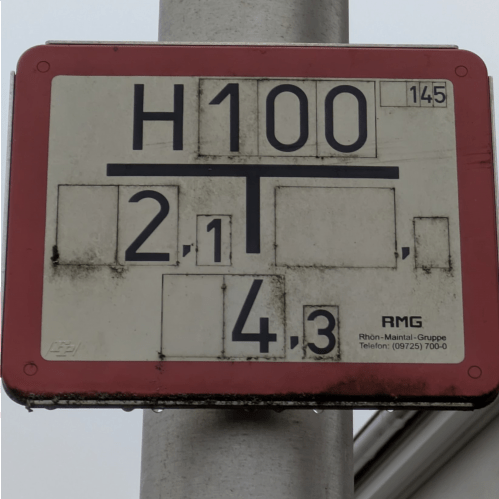 H100 145
2,1 ,
4,3
RMG
Rhön-Maintal-Gruppe
Telefon: (09725) 700-0